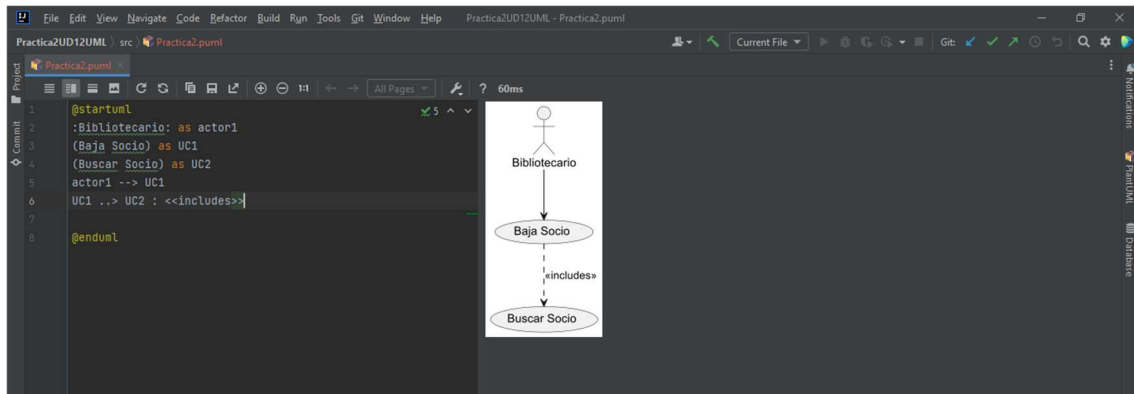 File Edit View Navigate Code Refactor Build Run Tools Git Window Help Practica2UD12UML - Practica2.puml
Practica2UD12UML src Practica2.puml Current File Git:
Practica2.puml
All Pages ? 60ms
1 @startuml 5
2 :Bibliotecario: as actor1
3 (Baja Socio) as UC1
4 (Buscar Socio) as UC2
5 actor1 --> UC1
6 UC1 ..> UC2 : <<includes>>
7
8 @enduml
Bibliotecario
Baja Socio
«includes»
Buscar Socio
Project
Commit
Notifications
PlantUML
Database
1:1